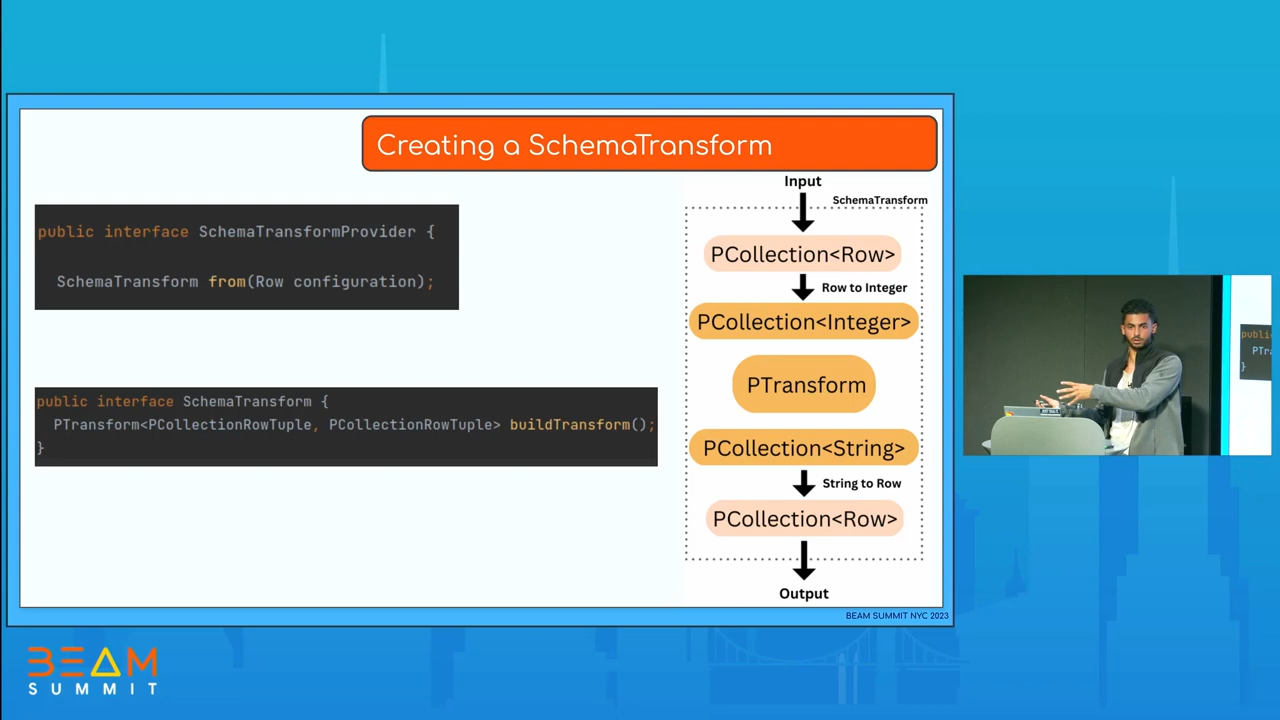 Creating a SchemaTransform
public interface SchemaTransformProvider {
SchemaTransform from(Row configuration);
public interface SchemaTransform {
PTransform<PCollectionRowTuple, PCollectionRowTuple> buildTransform();
}
Input
SchemaTransform
PCollection<Row>
Row to Integer
PCollection<Integer>
PTransform
PCollection<String>
String to Row
PCollection<Row>
Output
BEAM SUMMIT NYC 2023
BEAM
SUMMIT
public
PTra
}